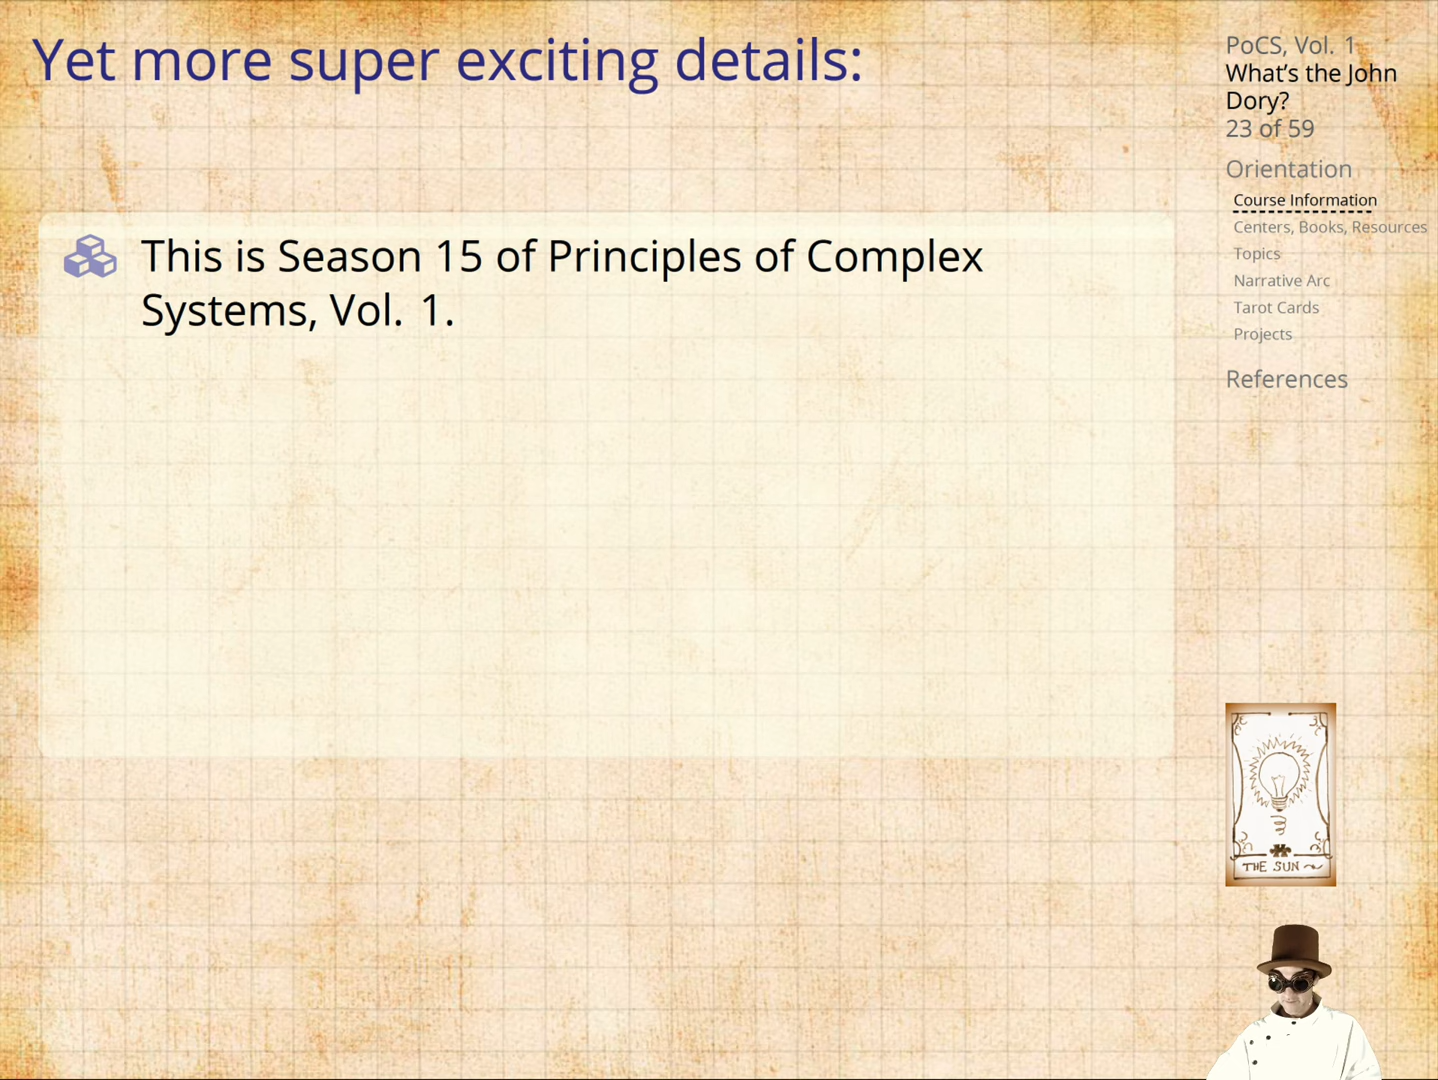 Yet more super exciting details:
This is Season 15 of Principles of Complex
Systems, Vol. 1.
PoCS, Vol. 1
What's the John
Dory?
23 of 59
Orientation
Course Information
Centers, Books, Resources
Topics
Narrative Arc
Tarot Cards
Projects
References
THE SUN